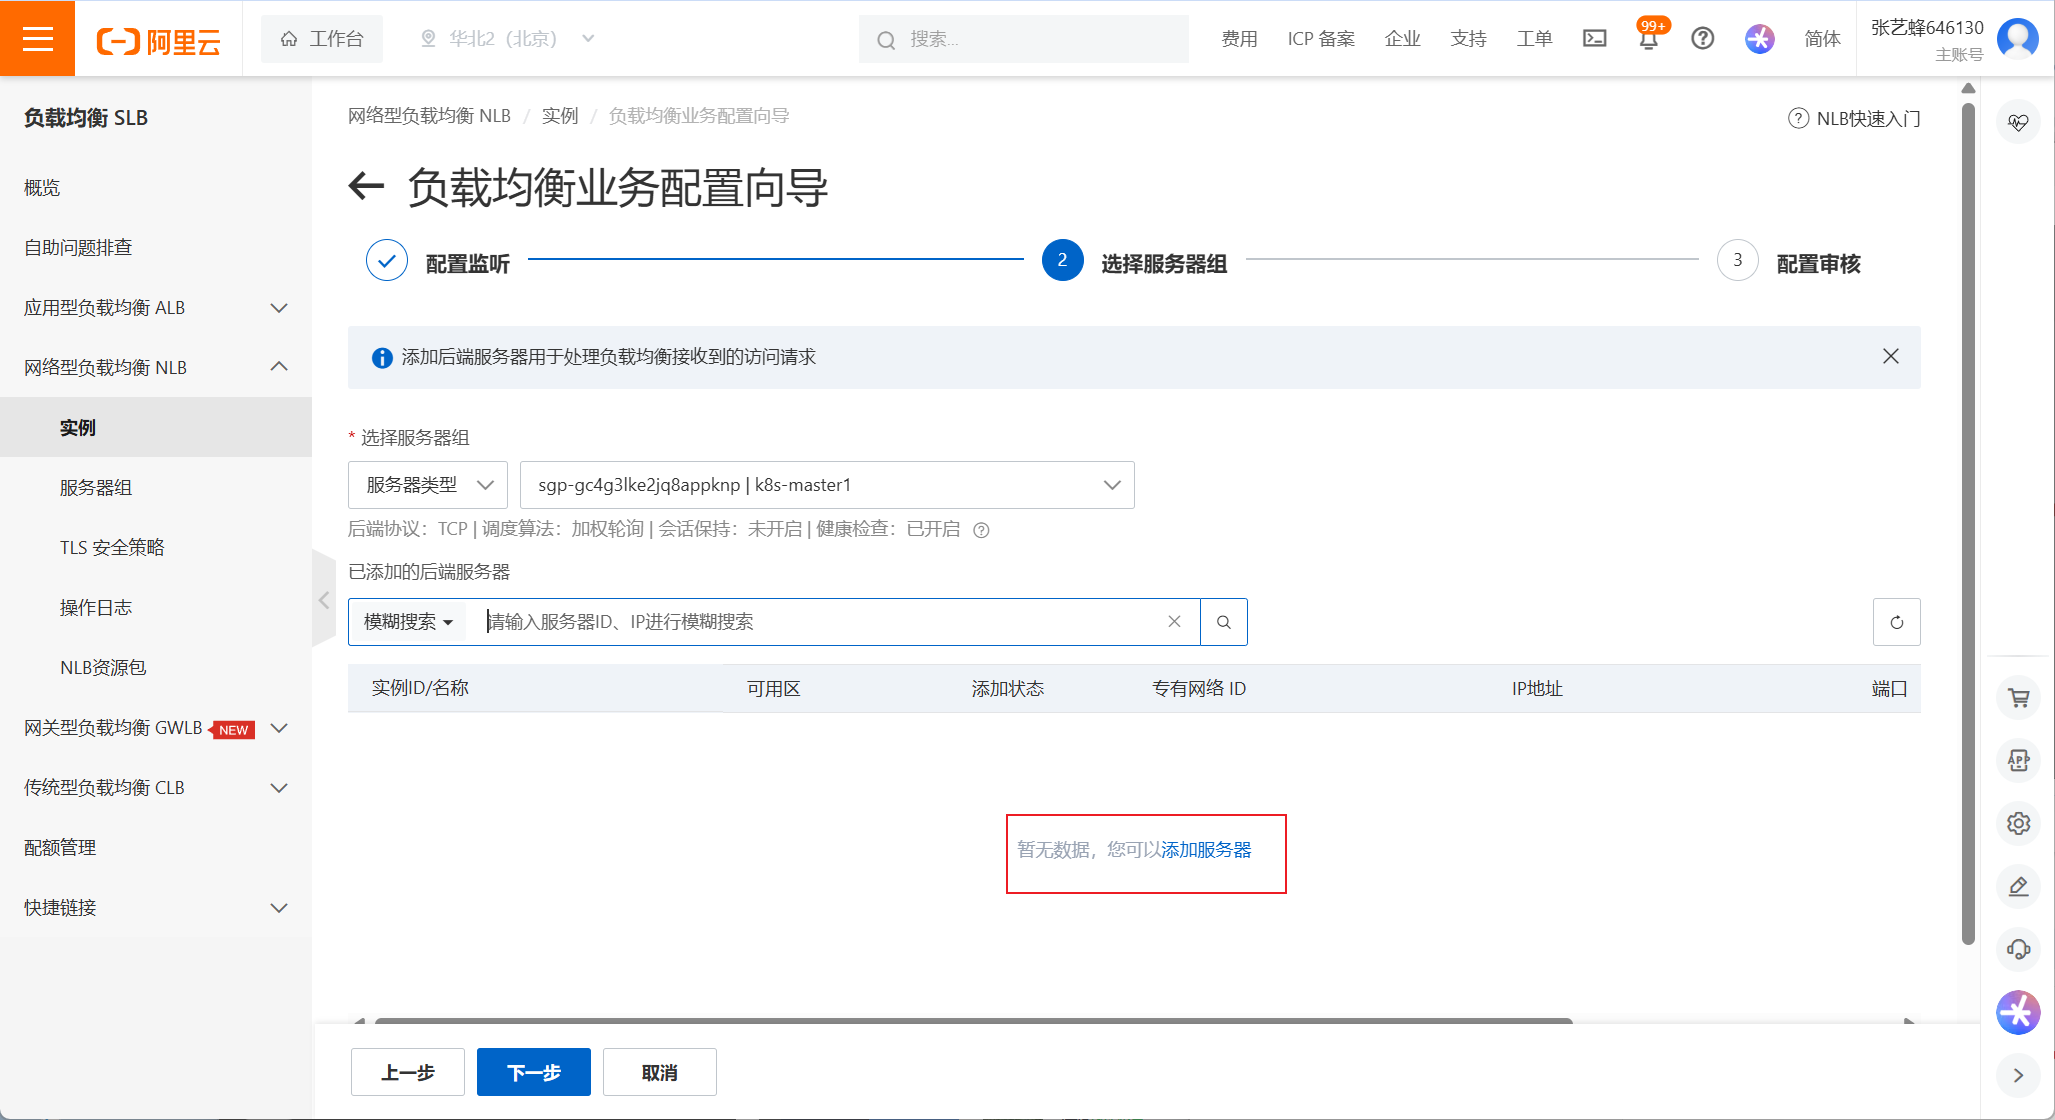 阿里云
工作台
华北2（北京）
搜索...
费用
ICP 备案
企业
支持
工单
99+
简体
张艺蜂646130
主账号
负载均衡 SLB
概览
自助问题排查
应用型负载均衡 ALB
网络型负载均衡 NLB
实例
服务器组
TLS 安全策略
操作日志
NLB资源包
网关型负载均衡 GWLB NEW
传统型负载均衡 CLB
配额管理
快捷链接
网络型负载均衡 NLB / 实例 / 负载均衡业务配置向导
NLB快速入门
负载均衡业务配置向导
配置监听
2 选择服务器组
3 配置审核
添加后端服务器用于处理负载均衡接收到的访问请求
* 选择服务器组
服务器类型
sgp-gc4g3lke2jq8appknp | k8s-master1
后端协议：TCP | 调度算法：加权轮询 | 会话保持：未开启 | 健康检查：已开启
已添加的后端服务器
模糊搜索
请输入服务器ID、IP进行模糊搜索
实例ID/名称 可用区 添加状态 专有网络 ID IP地址 端口
暂无数据，您可以添加服务器
上一步
下一步
取消
APP